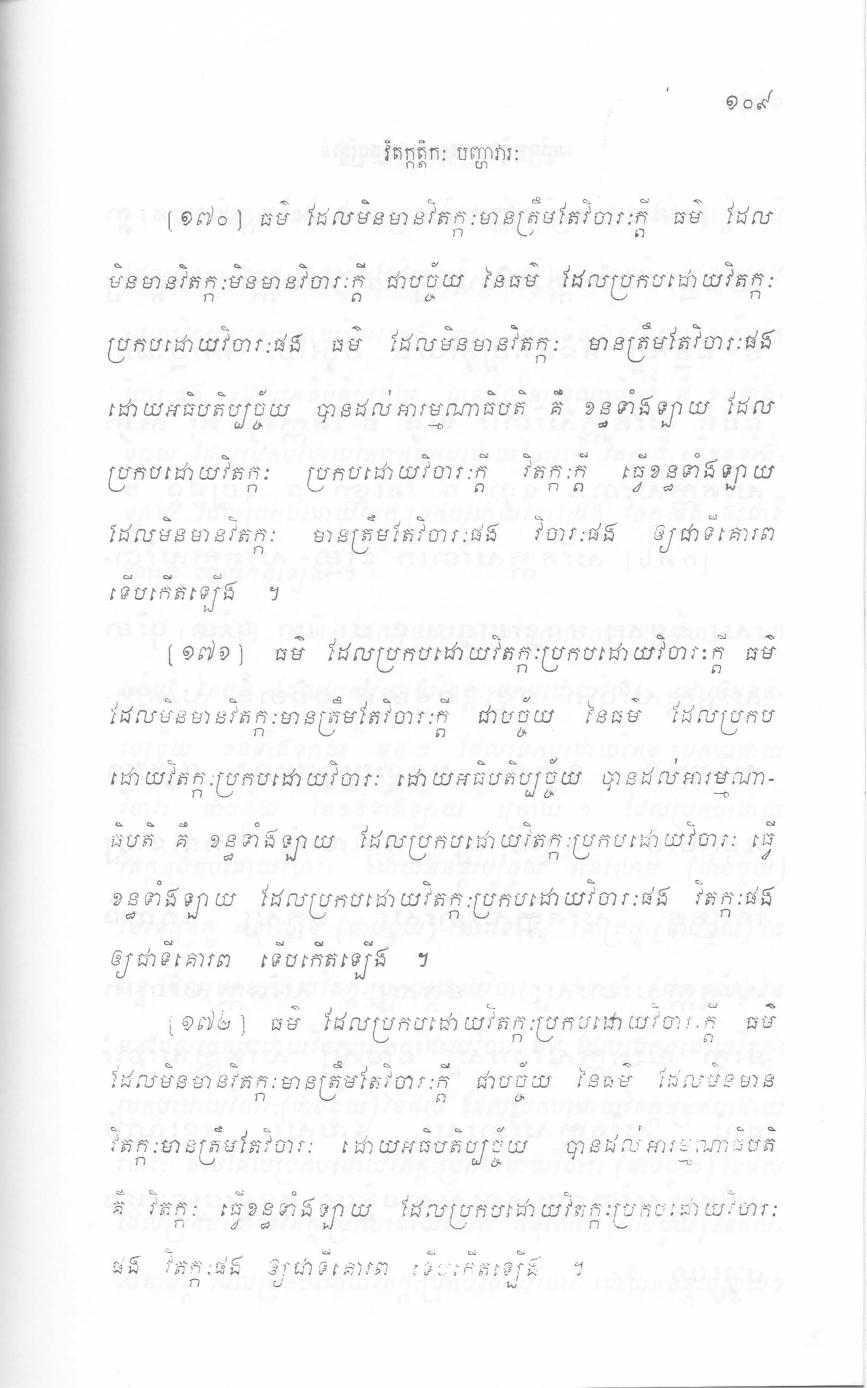 ១០៩
វិតក្កត្តិកៈ បញ្ហាវារៈ
(១៧០) ធម៌ ដែលមិនមានវិតក្កៈមានត្រឹមតែវិចារៈក្តី ធម៌ ដែល
មិនមានវិតក្កៈមិនមានវិចារៈក្តី ជាបច្ច័យ នៃធម៌ ដែលប្រកបដោយវិតក្កៈ
ប្រកបដោយវិចារៈផង ធម៌ ដែលមិនមានវិតក្កៈ មានត្រឹមតែវិចារៈផង
ដោយអធិបតិប្បច្ច័យ បានដល់អារម្មណាធិបតិ គឺ ខន្ធទាំងឡាយ ដែល
ប្រកបដោយវិតក្កៈ ប្រកបដោយវិចារៈក្តី វិតក្កៈក្តី ធ្វើខន្ធទាំងឡាយ
ដែលមិនមានវិតក្កៈ មានត្រឹមតែវិចារៈផង វិចារៈផង ឲ្យជាទីគោរព
ទើបកើតឡើង ។
(១៧១) ធម៌ ដែលប្រកបដោយវិតក្កៈប្រកបដោយវិចារៈក្តី ធម៌
ដែលមិនមានវិតក្កៈមានត្រឹមតែវិចារៈក្តី ជាបច្ច័យ នៃធម៌ ដែលប្រកប
ដោយវិតក្កៈប្រកបដោយវិចារៈ ដោយអធិបតិប្បច្ច័យ បានដល់អារម្មណា-
ធិបតិ គឺ ខន្ធទាំងឡាយ ដែលប្រកបដោយវិតក្កៈប្រកបដោយវិចារៈ ធ្វើ
ខន្ធទាំងឡាយ ដែលប្រកបដោយវិតក្កៈប្រកបដោយវិចារៈផង វិតក្កៈផង
ឲ្យជាទីគោរព ទើបកើតឡើង ។
(១៧២) ធម៌ ដែលប្រកបដោយវិតក្កៈប្រកបដោយវិចារៈក្តី ធម៌
ដែលមិនមានវិតក្កៈមានត្រឹមតែវិចារៈក្តី ជាបច្ច័យ នៃធម៌ ដែលមិនមាន
វិតក្កៈមានត្រឹមតែវិចារៈ ដោយអធិបតិប្បច្ច័យ បានដល់អារម្មណាធិបតិ
គឺ វិតក្កៈ ធ្វើខន្ធទាំងឡាយ ដែលប្រកបដោយវិតក្កៈប្រកបដោយវិចារៈ
ផង វិតក្កៈផង ឲ្យជាទីគោរព ទើបកើតឡើង ។